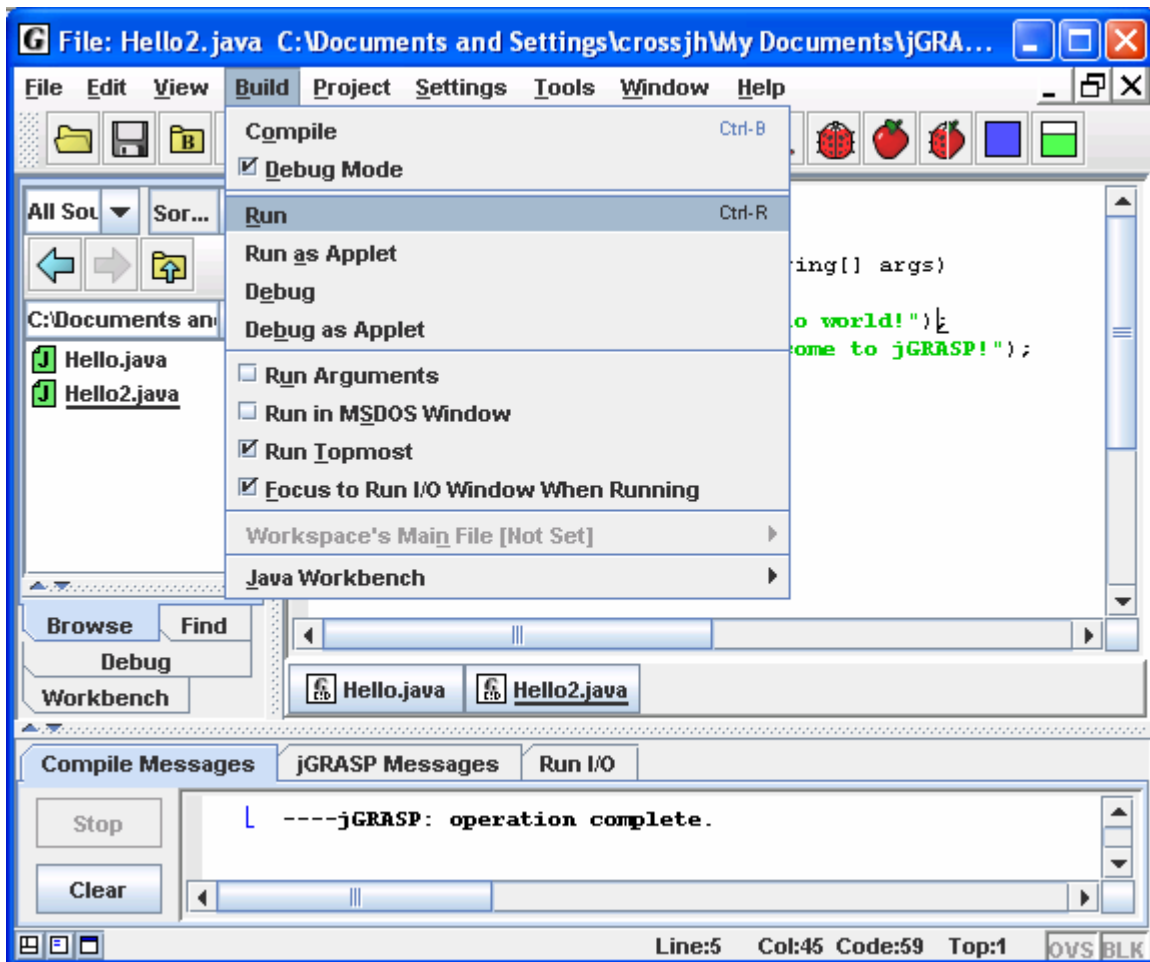 File: Hello2.java C:\Documents and Settings\crossjh\My Documents\jGRA...
File Edit View Build Project Settings Tools Window Help
Compile Ctrl-B
Debug Mode
All Sou Sor...
Run Ctrl-R
Run as Applet
ing[] args)
Debug
C:\Documents an
Debug as Applet
o world!");
ome to jGRASP!");
Hello.java
Run Arguments
Hello2.java
Run in MSDOS Window
Run Topmost
Focus to Run I/O Window When Running
Workspace's Main File [Not Set]
Java Workbench
Browse Find
Debug
Workbench
Hello.java Hello2.java
Compile Messages jGRASP Messages Run I/O
Stop
----jGRASP: operation complete.
Clear
Line:5 Col:45 Code:59 Top:1 OVS BLK